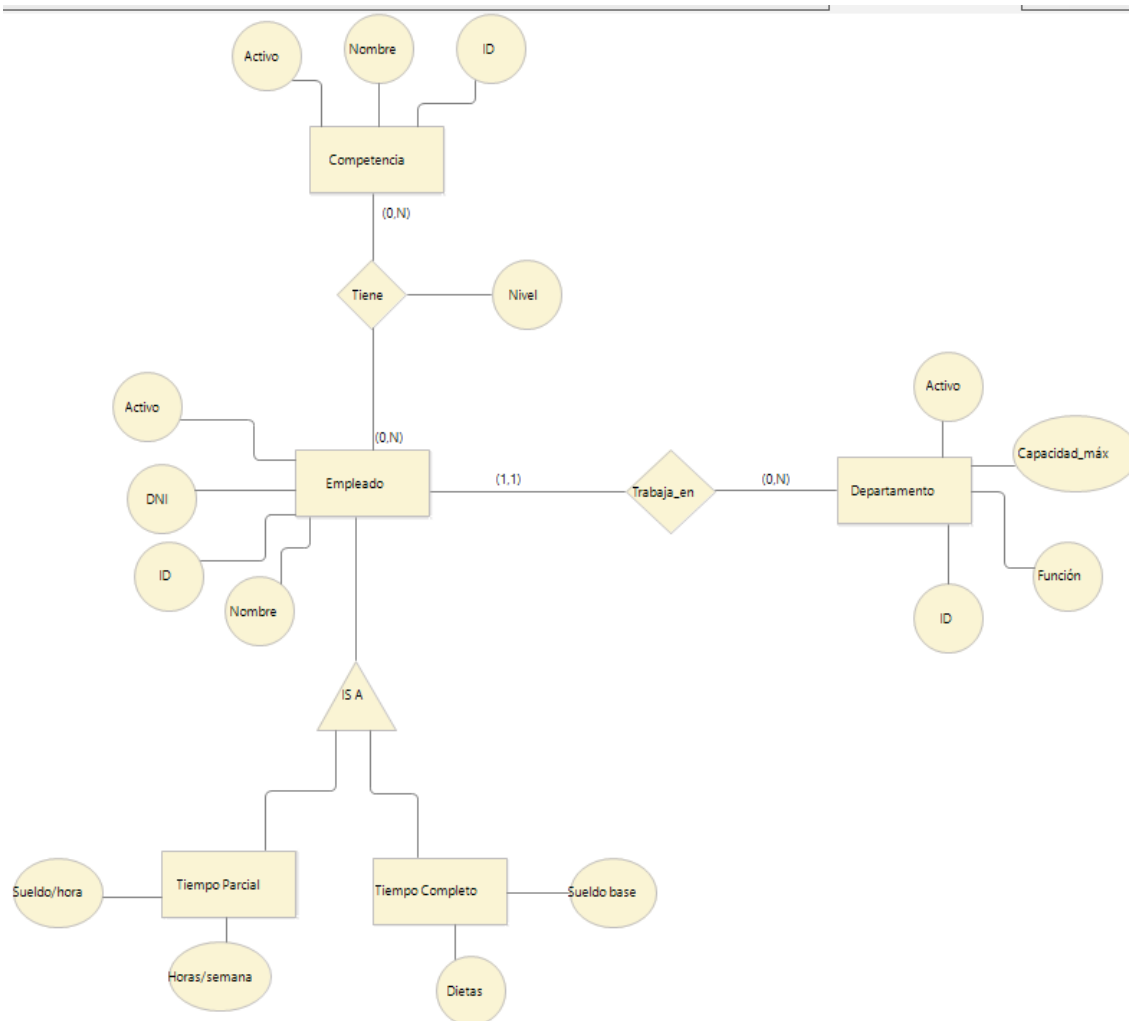 Activo
Nombre
ID
Competencia
(0,N)
Tiene
Nivel
Activo
(0,N)
DNI
Empleado
ID
Nombre
(1,1)
Trabaja_en
(0,N)
Activo
Capacidad_máx
Departamento
Función
ID
IS A
Sueldo/hora
Tiempo Parcial
Horas/semana
Tiempo Completo
Sueldo base
Dietas